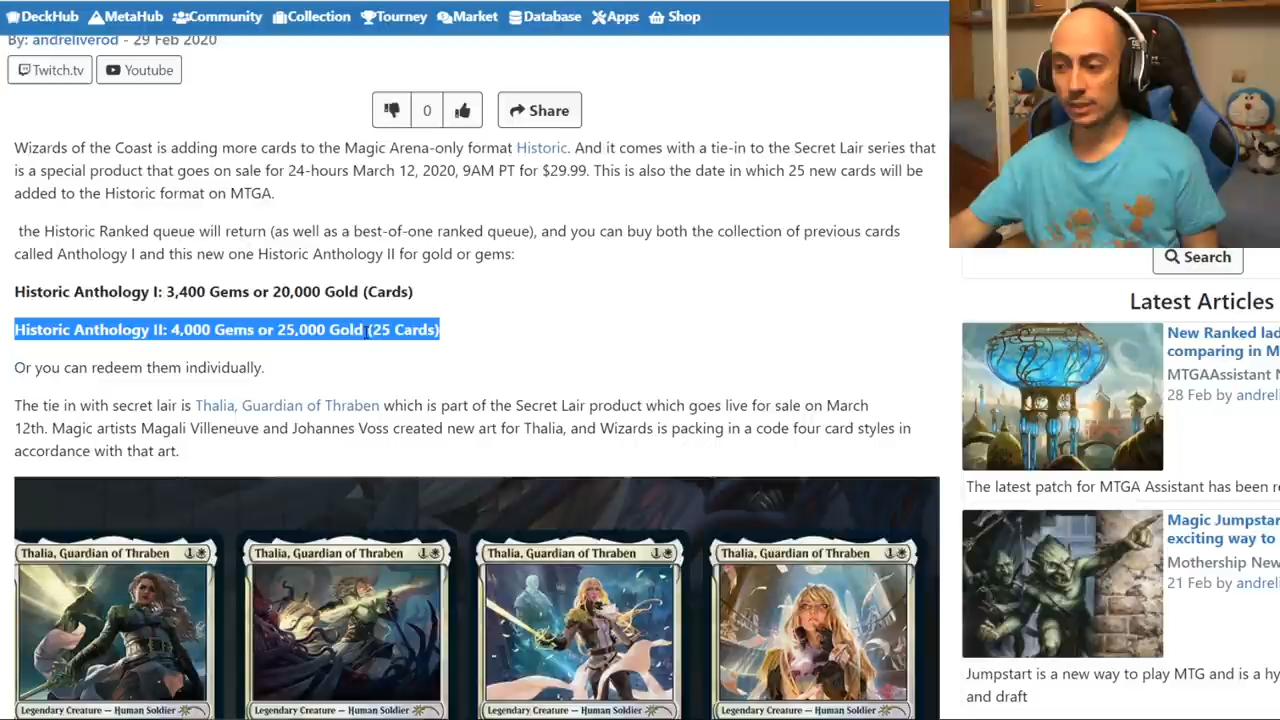 DeckHub MetaHub Community Collection Tourney Market Database Apps Shop
By: andreliverod - 29 Feb 2020
Twitch.tv Youtube
0 Share
Wizards of the Coast is adding more cards to the Magic Arena-only format Historic. And it comes with a tie-in to the Secret Lair series that
is a special product that goes on sale for 24-hours March 12, 2020, 9AM PT for $29.99. This is also the date in which 25 new cards will be
added to the Historic format on MTGA.
the Historic Ranked queue will return (as well as a best-of-one ranked queue), and you can buy both the collection of previous cards
called Anthology I and this new one Historic Anthology II for gold or gems:
Historic Anthology I: 3,400 Gems or 20,000 Gold (Cards)
Historic Anthology II: 4,000 Gems or 25,000 Gold (25 Cards)
Or you can redeem them individually.
The tie in with secret lair is Thalia, Guardian of Thraben which is part of the Secret Lair product which goes live for sale on March
12th. Magic artists Magali Villeneuve and Johannes Voss created new art for Thalia, and Wizards is packing in a code four card styles in
accordance with that art.
Thalia, Guardian of Thraben 1
Legendary Creature — Human Soldier
Thalia, Guardian of Thraben 1
Legendary Creature — Human Soldier
Thalia, Guardian of Thraben 1
Legendary Creature — Human Soldier
Thalia, Guardian of Thraben 1
Legendary Creature — Human Soldier
Search
Latest Articles
New Ranked lad
comparing in M
MTGAAssistant N
28 Feb by andrel
The latest patch for MTGA Assistant has been re
Magic Jumpstar
exciting way to
Mothership New
21 Feb by andrel
Jumpstart is a new way to play MTG and is a hy
and draft